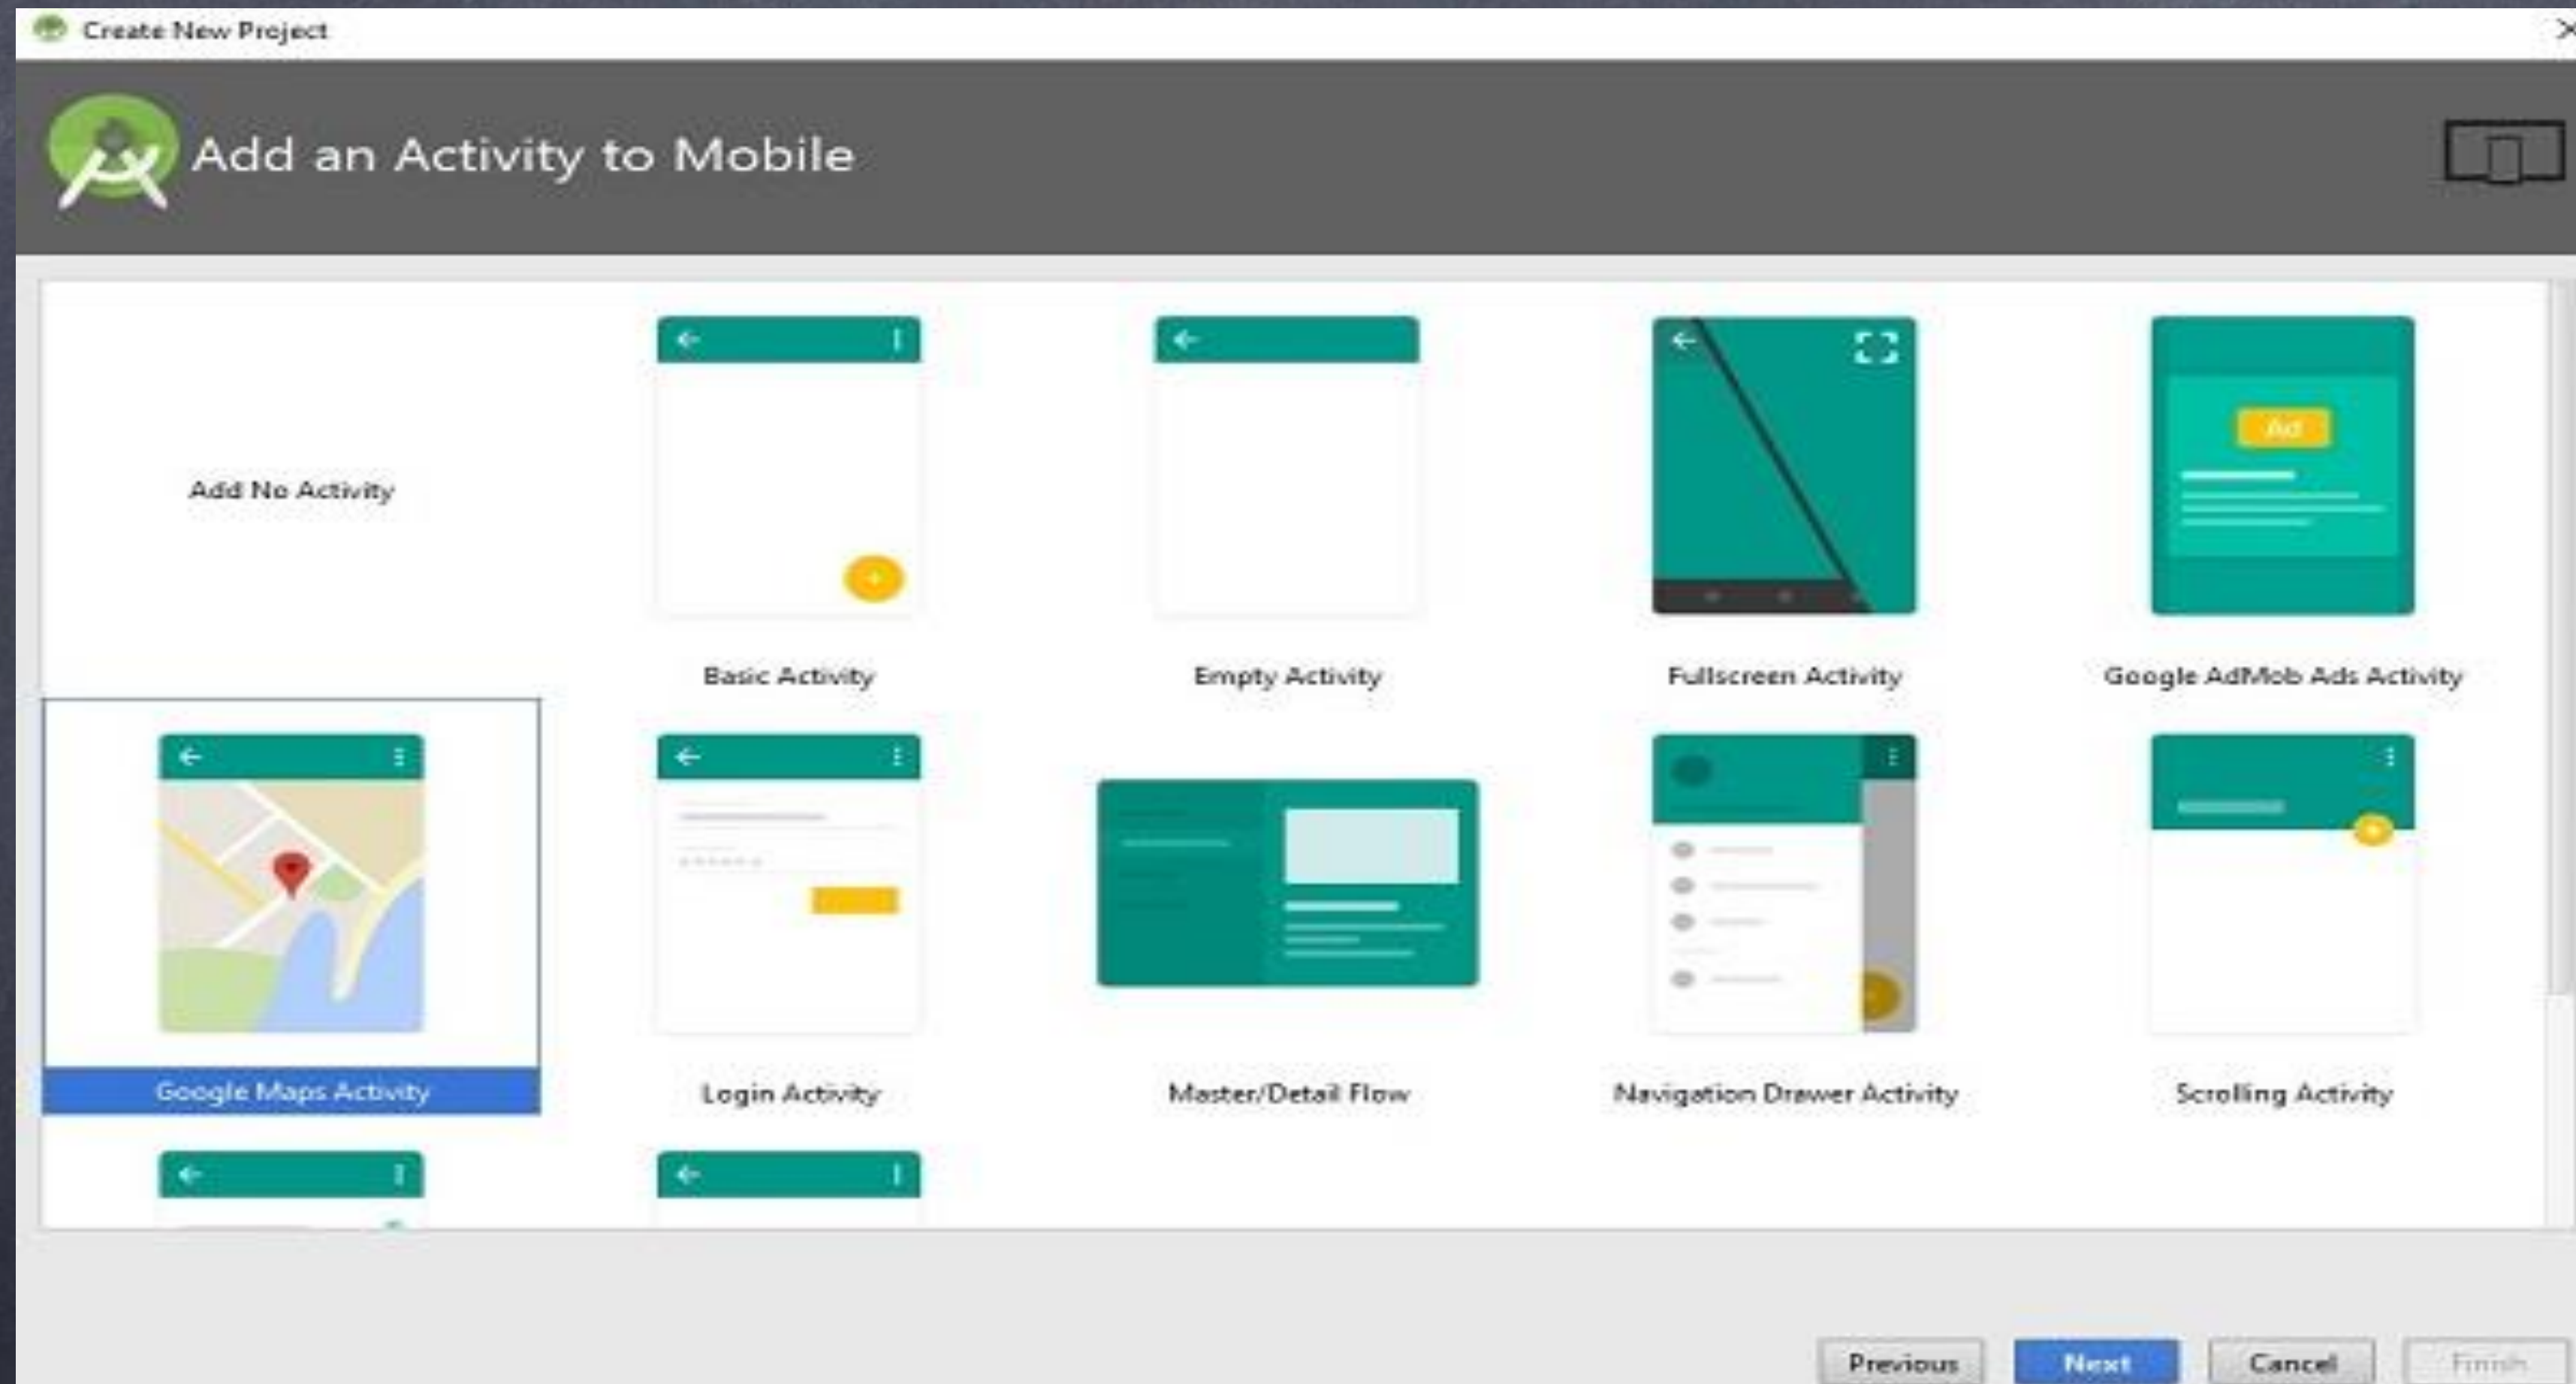 Create New Project
Add an Activity to Mobile
Add No Activity
Ad
Basic Activity
Empty Activity
Fullscreen Activity
Google AdMob Ads Activity
Google Maps Activity
Login Activity
Master/Detail Flow
Navigation Drawer Activity
Scrolling Activity
Previous
Next
Cancel
Finish